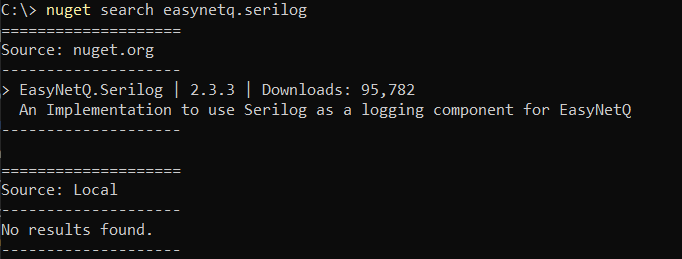 C:\> nuget search easynetq.serilog
====================
Source: nuget.org
--------------------
> EasyNetQ.Serilog | 2.3.3 | Downloads: 95,782
  An Implementation to use Serilog as a logging component for EasyNetQ
--------------------
====================
Source: Local
--------------------
No results found.
--------------------